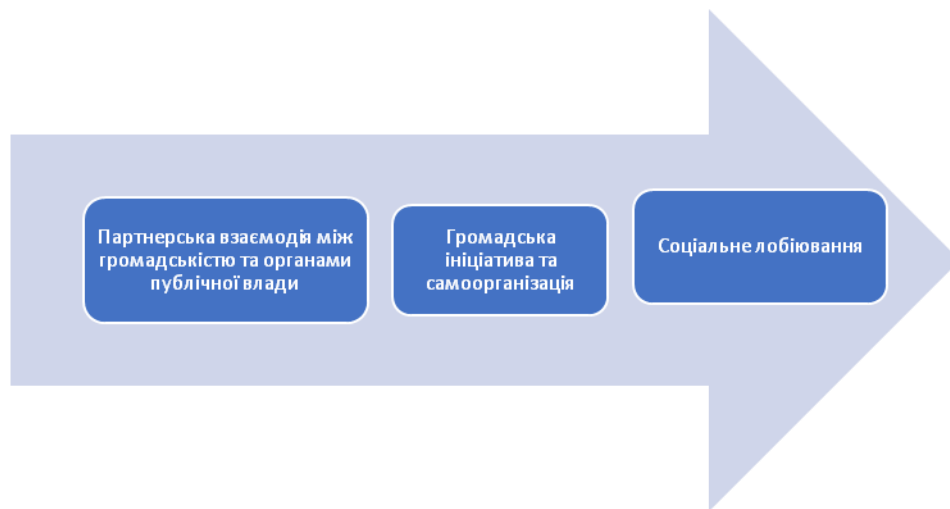 Партнерська взаємодія між
громадськістю та органами
публічної влади
Громадська
ініціатива та
самоорганізація
Соціальне лобіювання